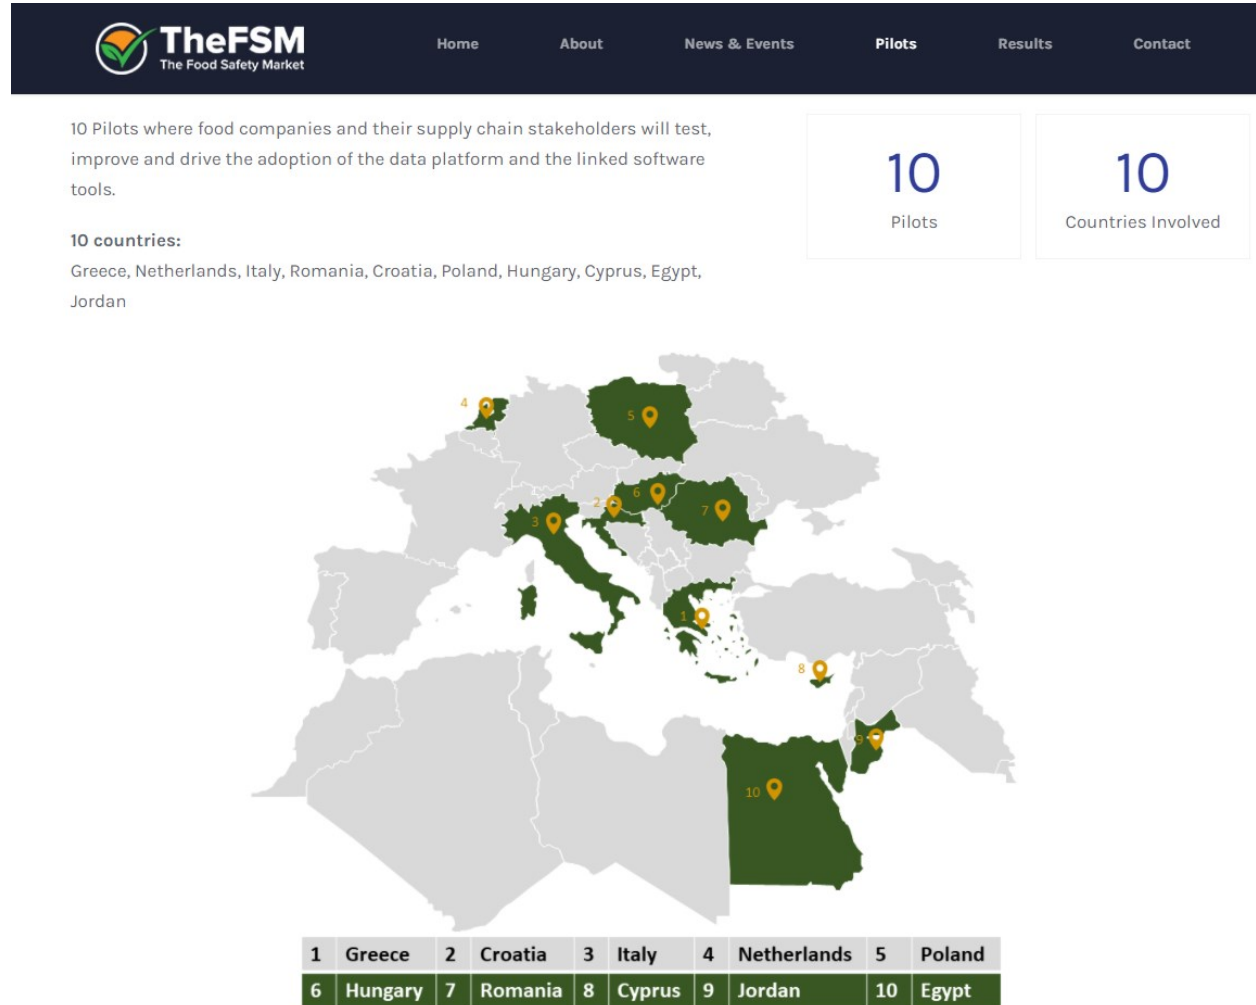 TheFSM
The Food Safety Market
Home About News & Events Pilots Results Contact
10 Pilots where food companies and their supply chain stakeholders will test,
improve and drive the adoption of the data platform and the linked software
tools.
10 countries:
Greece, Netherlands, Italy, Romania, Croatia, Poland, Hungary, Cyprus, Egypt,
Jordan
10
Pilots
10
Countries Involved
4
5
6
2
7
3
1
8
9
10
1 Greece 2 Croatia 3 Italy 4 Netherlands 5 Poland
6 Hungary 7 Romania 8 Cyprus 9 Jordan 10 Egypt